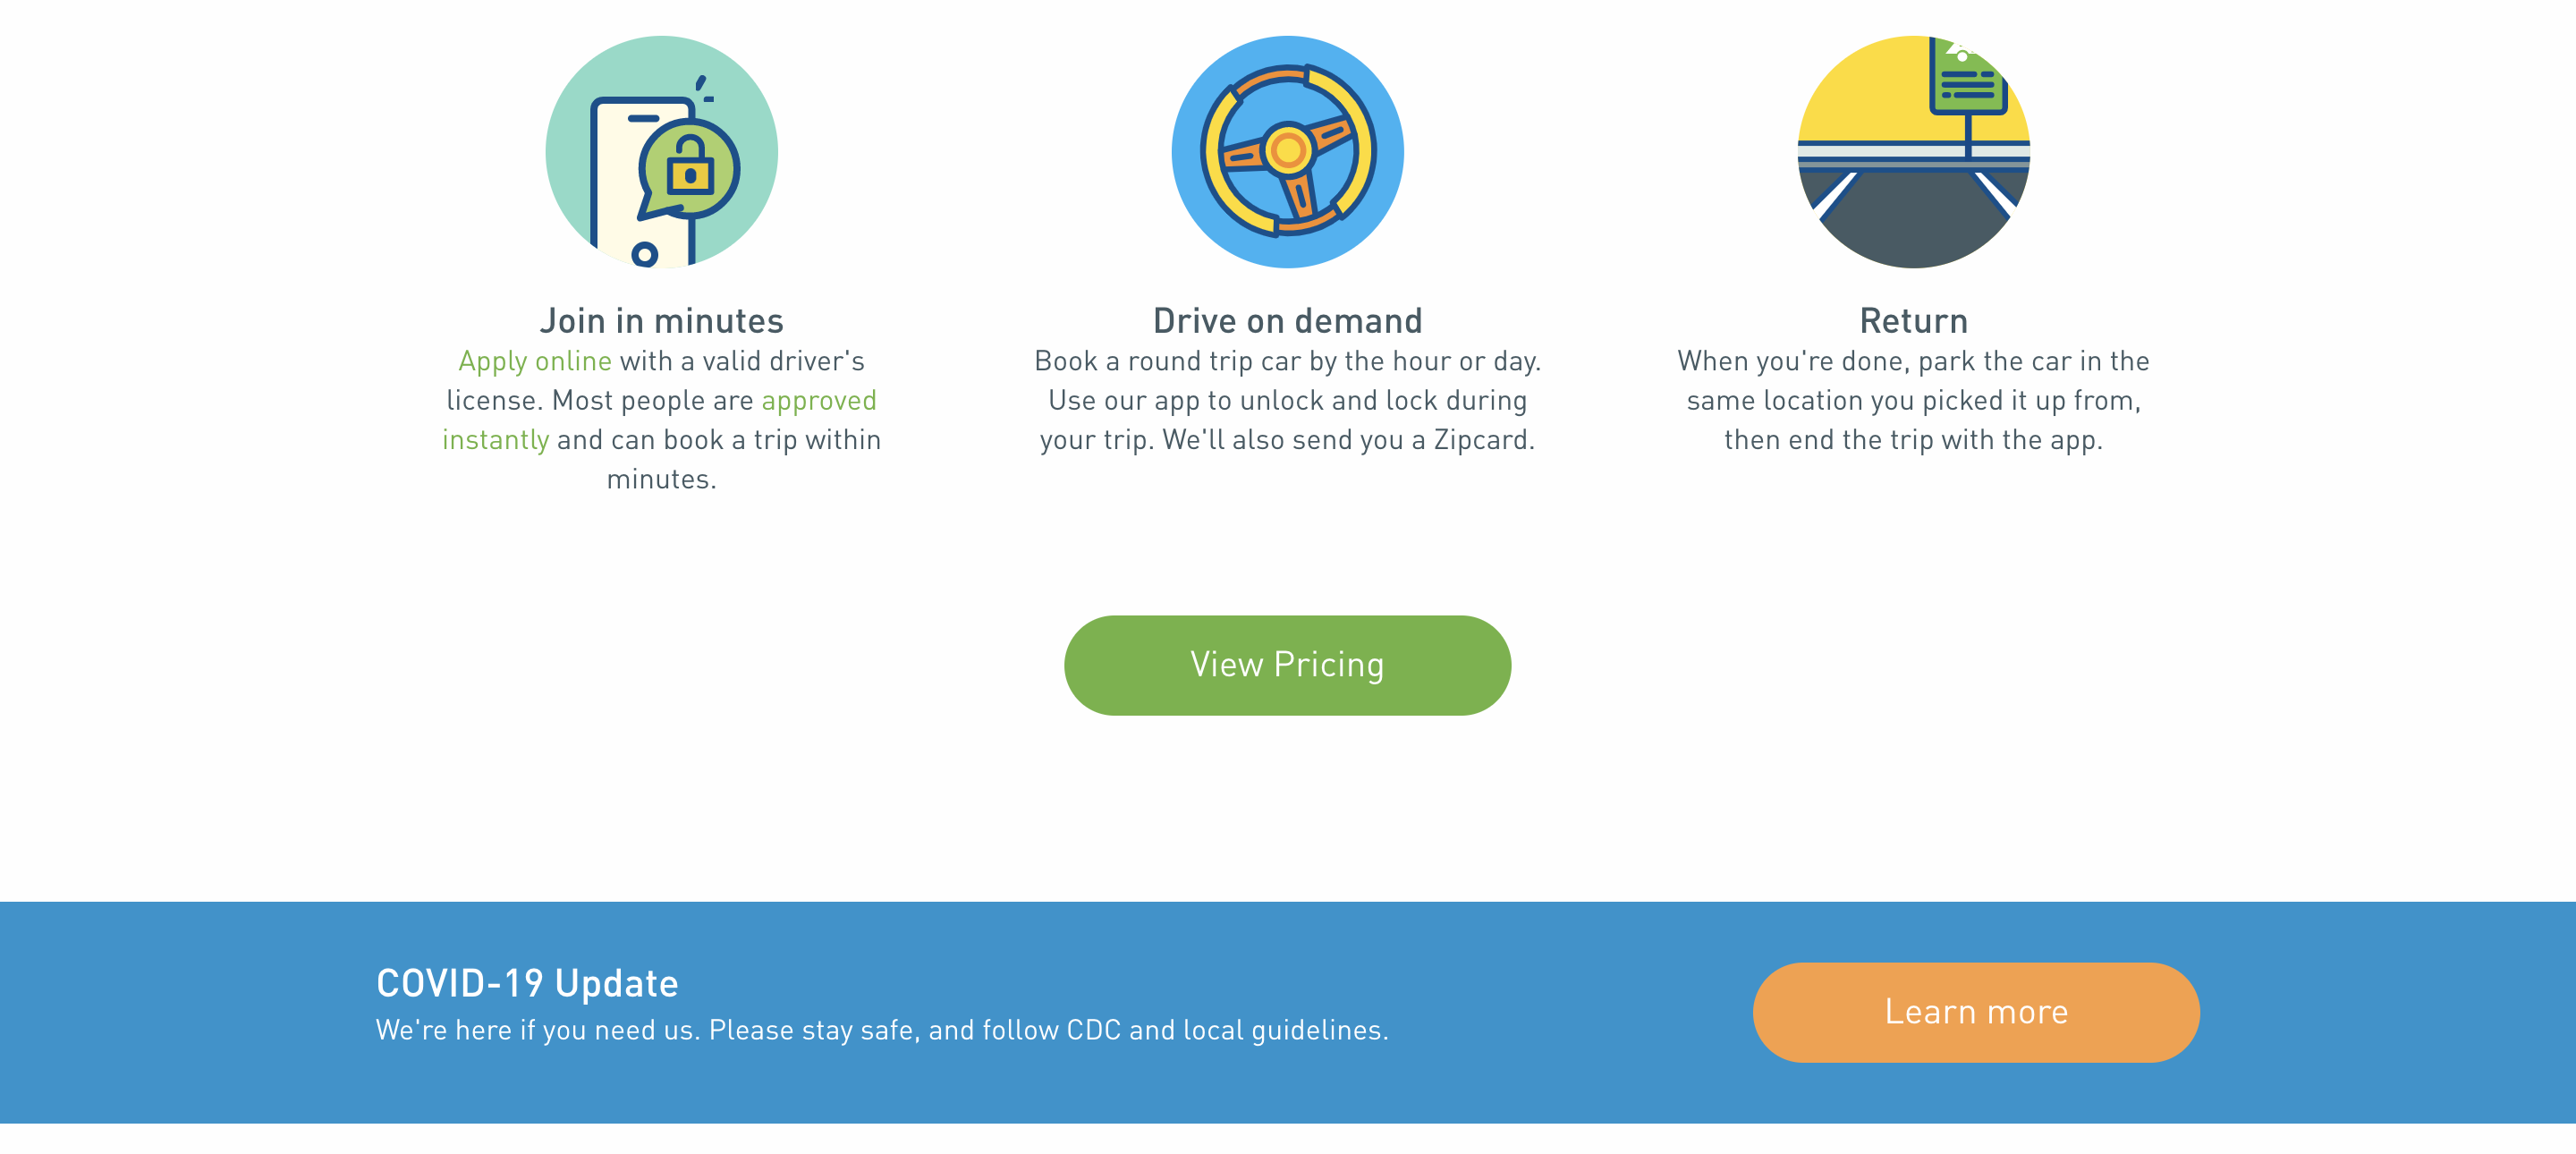 Join in minutes
Apply online with a valid driver's
license. Most people are approved
instantly and can book a trip within
minutes.
Drive on demand
Book a round trip car by the hour or day.
Use our app to unlock and lock during
your trip. We'll also send you a Zipcard.
Return
When you're done, park the car in the
same location you picked it up from,
then end the trip with the app.
View Pricing
COVID-19 Update
We're here if you need us. Please stay safe, and follow CDC and local guidelines.
Learn more